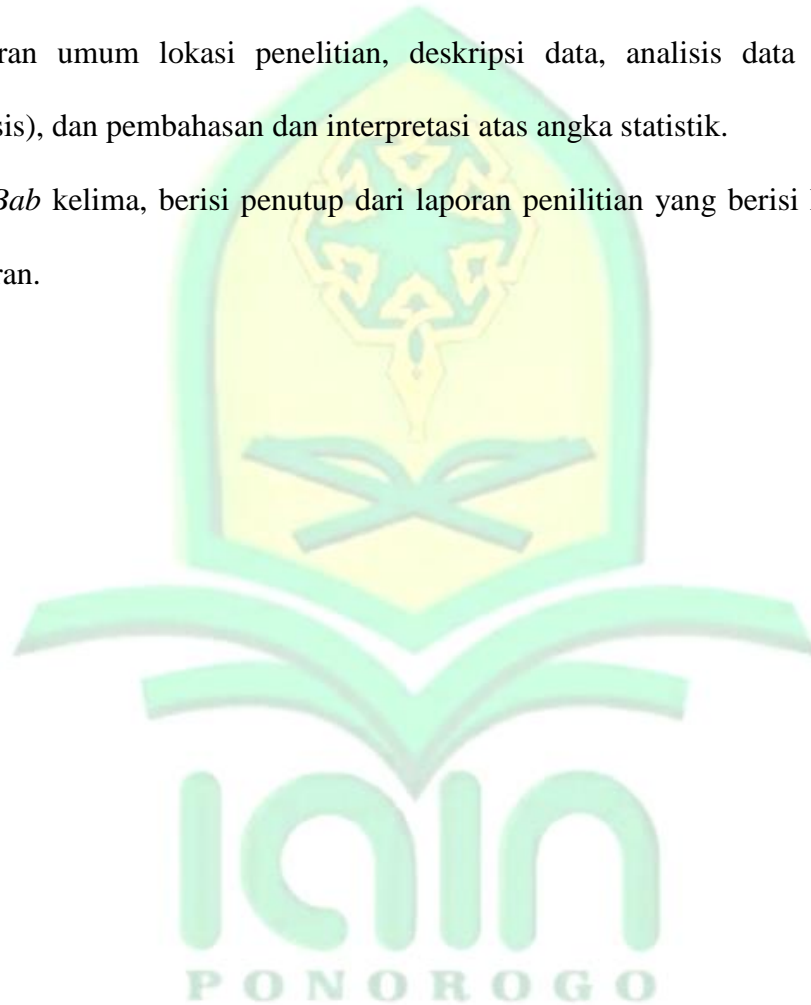 ran umum lokasi penelitian, deskripsi data, analisis data
sis), dan pembahasan dan interpretasi atas angka statistik.
Bab kelima, berisi penutup dari laporan penilitian yang berisi
ran.
iain
PONOROGO